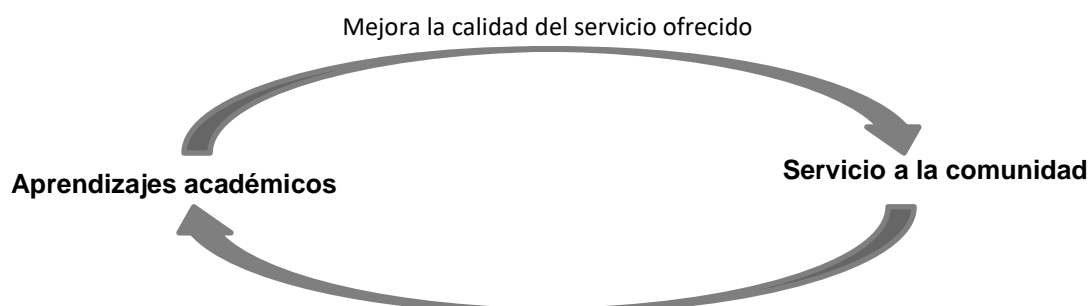 Mejora la calidad del servicio ofrecido
Aprendizajes académicos
Servicio a la comunidad